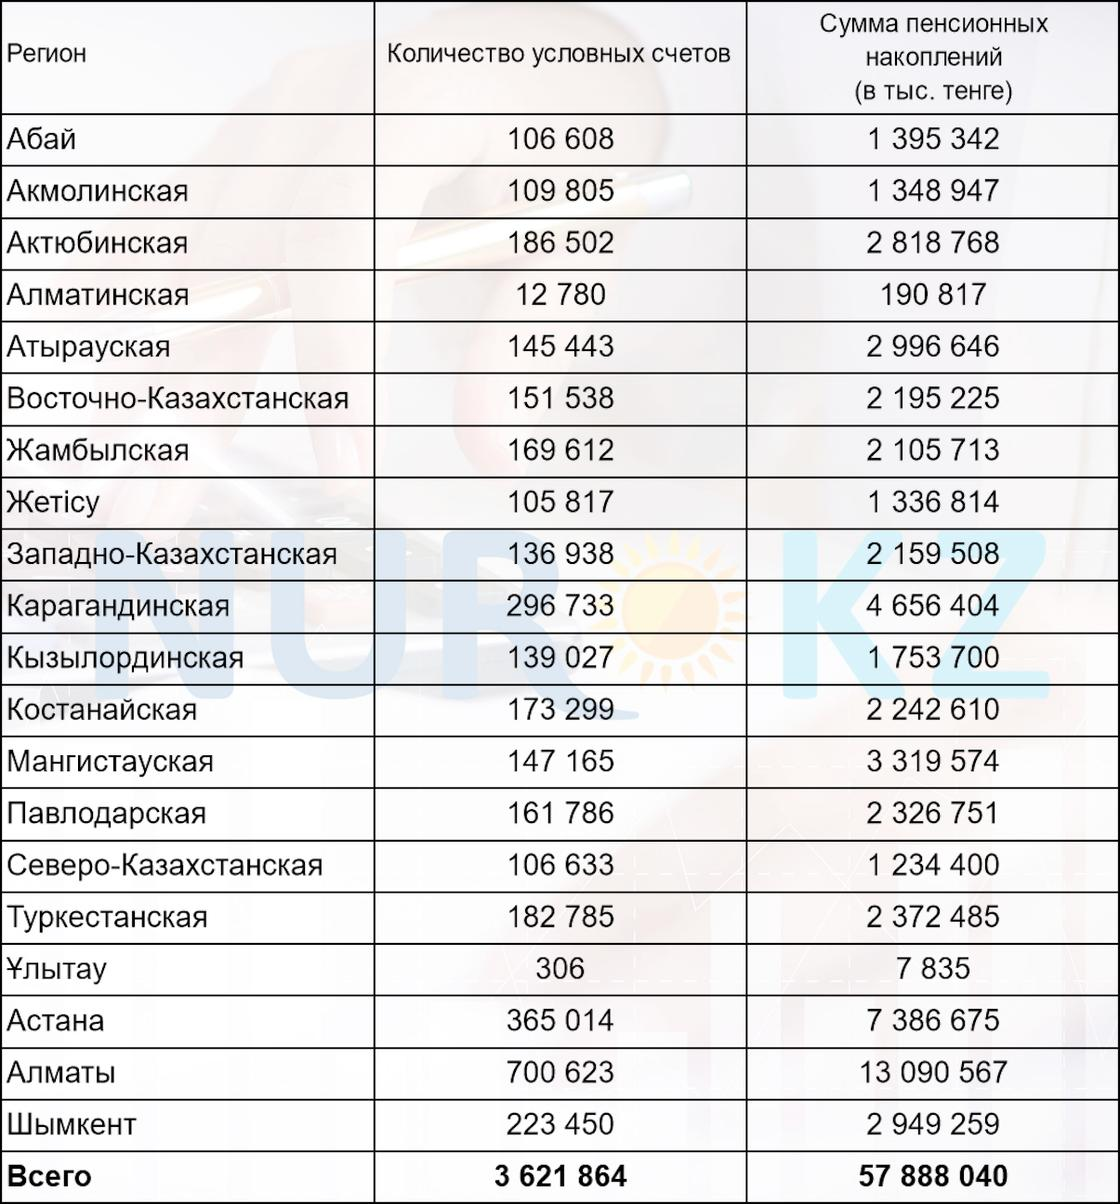 Регион Количество условных счетов Сумма пенсионных
накоплений
(в тыс. тенге)
Абай 106 608 1 395 342
Акмолинская 109 805 1 348 947
Актюбинская 186 502 2 818 768
Алматинская 12 780 190 817
Атырауская 145 443 2 996 646
Восточно-Казахстанская 151 538 2 195 225
Жамбылская 169 612 2 105 713
Жетісу 105 817 1 336 814
Западно-Казахстанская 136 938 2 159 508
Карагандинская 296 733 4 656 404
Кызылординская 139 027 1 753 700
Костанайская 173 299 2 242 610
Мангистауская 147 165 3 319 574
Павлодарская 161 786 2 326 751
Северо-Казахстанская 106 633 1 234 400
Туркестанская 182 785 2 372 485
Ұлытау 306 7 835
Астана 365 014 7 386 675
Алматы 700 623 13 090 567
Шымкент 223 450 2 949 259
Всего 3 621 864 57 888 040
NUR KZ